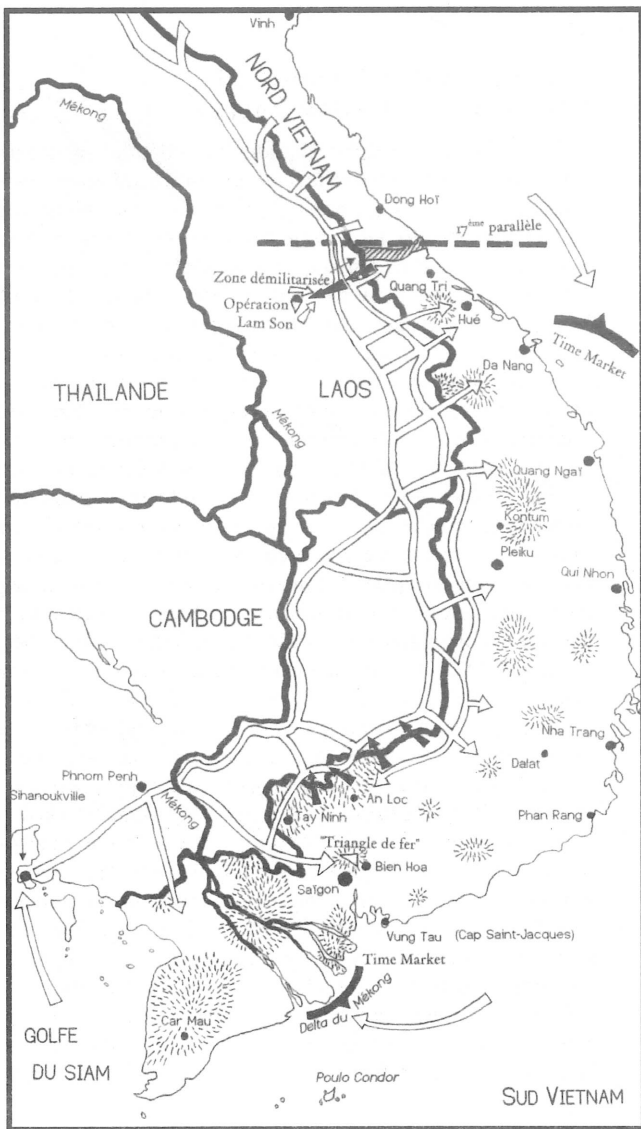 Vinh
Mékong
NORD VIETNAM
Dong Hoï
17ème parallèle
Zone démilitarisée
Quang Tri
Opération
Lam Son
Hué
Time Market
Da Nang
THAILANDE
LAOS
Mékong
Quang Ngaï
Kontum
Pleiku
Qui Nhon
CAMBODGE
Nha Trang
Dalat
Phnom Penh
Sihanoukville
Mékong
An Loc
Phan Rang
Tay Ninh
"Triangle de fer"
Bien Hoa
Saïgon
Vung Tau (Cap Saint-Jacques)
Time Market
Delta du Mékong
Car Mau
GOLFE
DU SIAM
Poulo Condor
SUD VIETNAM